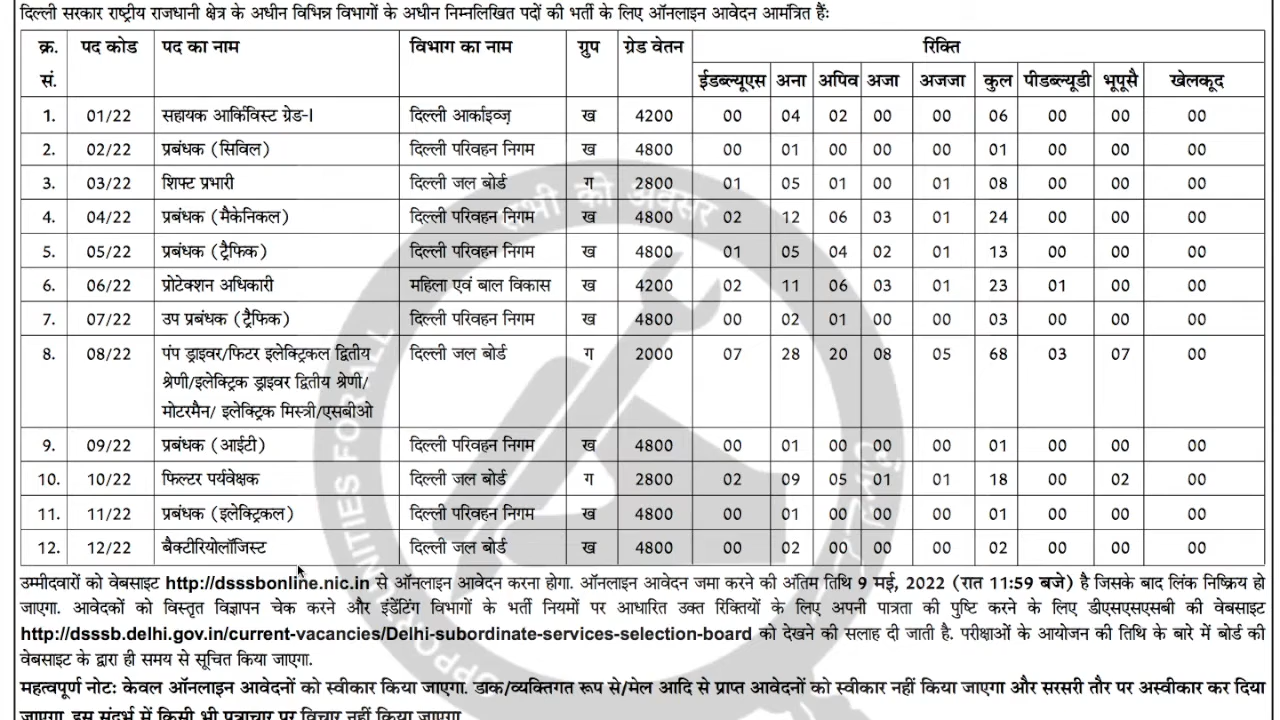 दिल्ली सरकार राष्ट्रीय राजधानी क्षेत्र के अधीन विभिन्न विभागों के अधीन निम्नलिखित पदों की भर्ती के लिए ऑनलाइन आवेदन आमंत्रित हैं:
क्र. सं. पद कोड पद का नाम विभाग का नाम ग्रुप ग्रेड वेतन रिक्ति
ईडब्ल्यूएस अना अपिव अजा अजजा कुल पीडब्ल्यूडी भूपूसै खेलकूद
1. 01/22 सहायक आर्किविस्ट ग्रेड-I दिल्ली आर्काइव्ज़ ख 4200 00 04 02 00 00 06 00 00 00
2. 02/22 प्रबंधक (सिविल) दिल्ली परिवहन निगम ख 4800 00 01 00 00 00 01 00 00 00
3. 03/22 शिफ्ट प्रभारी दिल्ली जल बोर्ड ग 2800 01 05 01 00 01 08 00 00 00
4. 04/22 प्रबंधक (मैकेनिकल) दिल्ली परिवहन निगम ख 4800 02 12 06 03 01 24 00 00 00
5. 05/22 प्रबंधक (ट्रैफिक) दिल्ली परिवहन निगम ख 4800 01 05 04 02 01 13 00 00 00
6. 06/22 प्रोटेक्शन अधिकारी महिला एवं बाल विकास ख 4200 02 11 06 03 01 23 01 00 00
7. 07/22 उप प्रबंधक (ट्रैफिक) दिल्ली परिवहन निगम ख 4800 00 02 01 00 00 03 00 00 00
8. 08/22 पंप ड्राइवर/फिटर इलेक्ट्रिकल द्वितीय दिल्ली जल बोर्ड ग 2000 07 28 20 08 05 68 03 07 00
श्रेणी/इलेक्ट्रिक ड्राइवर द्वितीय श्रेणी/
मोटरमैन/ इलेक्ट्रिक मिस्त्री/एसबीओ
9. 09/22 प्रबंधक (आईटी) दिल्ली परिवहन निगम ख 4800 00 01 00 00 00 01 00 00 00
10. 10/22 फिल्टर पर्यवेक्षक दिल्ली जल बोर्ड ग 2800 02 09 05 01 01 18 00 02 00
11. 11/22 प्रबंधक (इलेक्ट्रिकल) दिल्ली परिवहन निगम ख 4800 00 01 00 00 00 01 00 00 00
12. 12/22 बैक्टीरियोलॉजिस्ट दिल्ली जल बोर्ड ख 4800 00 02 00 00 00 02 00 00 00
उम्मीदवारों को वेबसाइट http://dsssbonline.nic.in से ऑनलाइन आवेदन करना होगा. ऑनलाइन आवेदन जमा करने की अंतिम तिथि 9 मई, 2022 (रात 11:59 बजे) है जिसके बाद लिंक निष्क्रिय हो
जाएगा. आवेदकों को विस्तृत विज्ञापन चेक करने और इंडेंटिंग विभागों के भर्ती नियमों पर आधारित उक्त रिक्तियों के लिए अपनी पात्रता की पुष्टि करने के लिए डीएसएसएसबी की वेबसाइट
http://dsssb.delhi.gov.in/current-vacancies/Delhi-subordinate-services-selection-board को देखने की सलाह दी जाती है. परीक्षाओं के आयोजन की तिथि के बारे में बोर्ड की
वेबसाइट के द्वारा ही समय से सूचित किया जाएगा.
महत्वपूर्ण नोट: केवल ऑनलाइन आवेदनों को स्वीकार किया जाएगा. डाक/व्यक्तिगत रूप से/मेल आदि से प्राप्त आवेदनों को स्वीकार नहीं किया जाएगा और सरसरी तौर पर अस्वीकार कर दिया
जाएगा. इस संदर्भ में किसी भी पत्राचार पर विचार नहीं किया जाएगा.
सभी को अवसर
OPPORTUNITIES FOR ALL